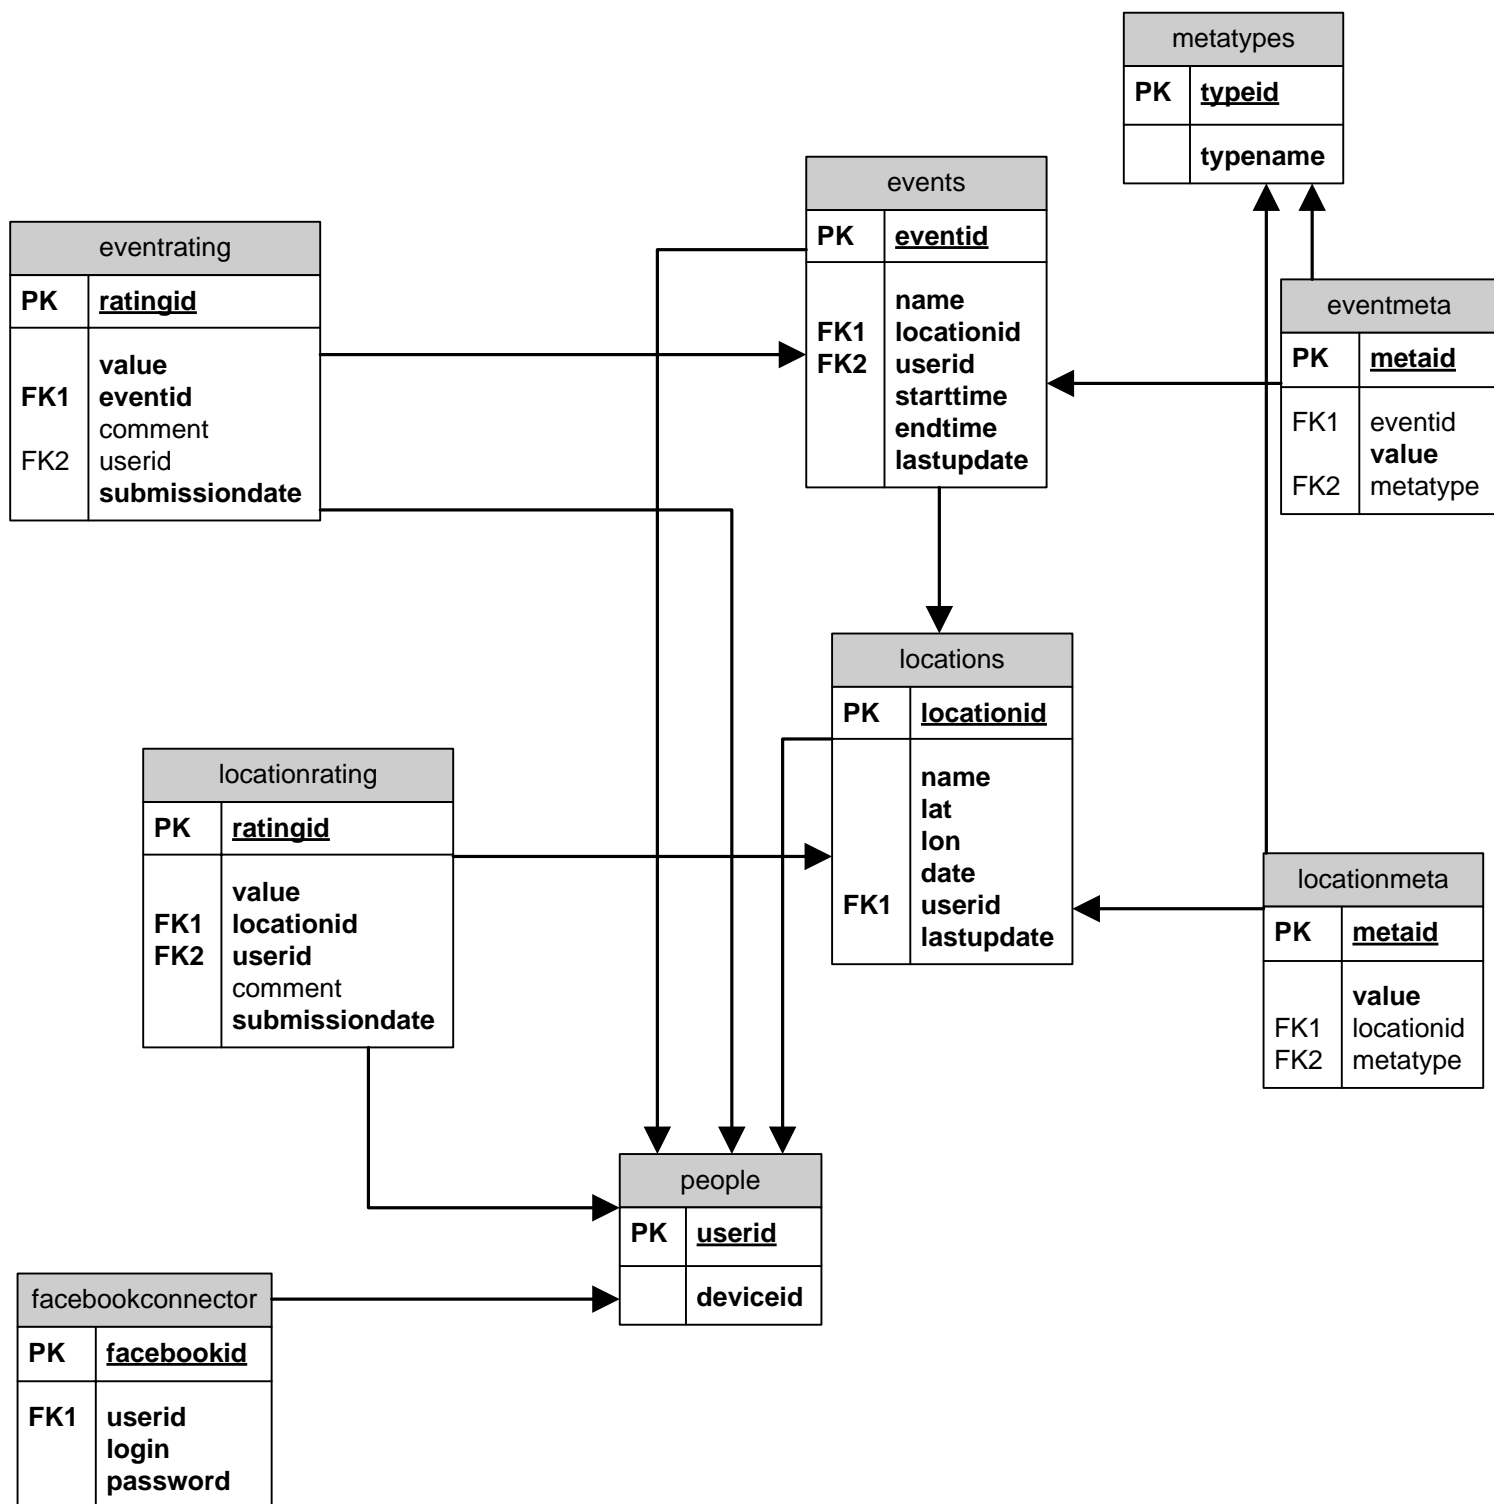 metatypes
PK typeid
typename
events
PK eventid
name
FK1 locationid
FK2 userid
starttime
endtime
lastupdate
eventrating
PK ratingid
value
FK1 eventid
comment
FK2 userid
submissiondate
eventmeta
PK metaid
FK1 eventid
value
FK2 metatype
locations
PK locationid
name
lat
lon
date
FK1 userid
lastupdate
locationrating
PK ratingid
value
FK1 locationid
FK2 userid
comment
submissiondate
locationmeta
PK metaid
value
FK1 locationid
FK2 metatype
people
PK userid
deviceid
facebookconnector
PK facebookid
FK1 userid
login
password